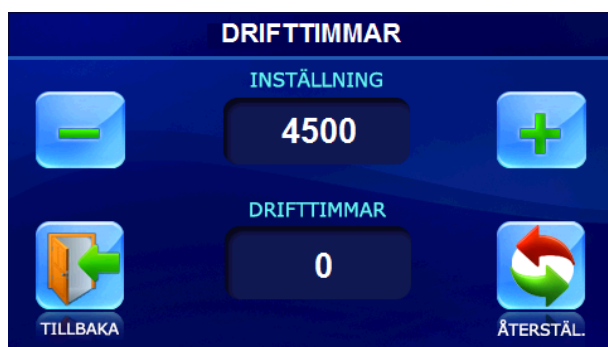 DRIFTTIMMAR
INSTÄLLNING
4500
DRIFTTIMMAR
0
TILLBAKA
ÅTERSTÄL.